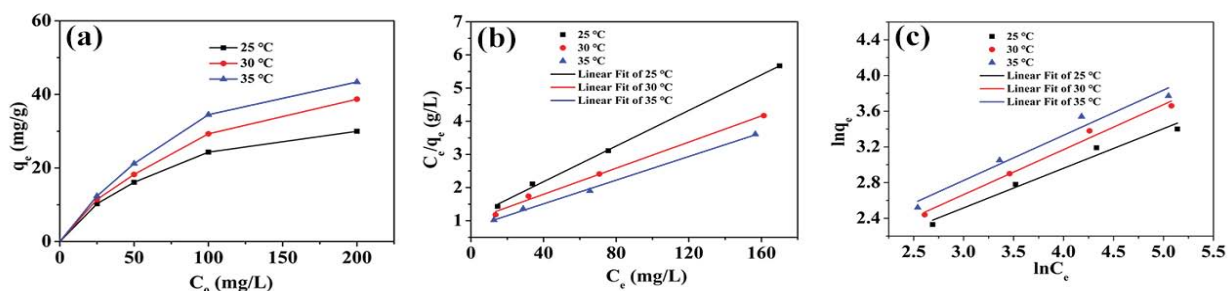 (a)
25 ℃
30 ℃
35 ℃
60
40
20
0
qe (mg/g)
0 50 100 150 200
Co (mg/L)
(b)
25 ℃
30 ℃
35 ℃
Linear Fit of 25 ℃
Linear Fit of 30 ℃
Linear Fit of 35 ℃
7
6
5
4
3
2
1
Ce/qe (g/L)
0 40 80 120 160
Ce (mg/L)
(c)
25 ℃
30 ℃
35 ℃
Linear Fit of 25 ℃
Linear Fit of 30 ℃
Linear Fit of 35 ℃
4.4
4.0
3.6
3.2
2.8
2.4
lnqe
2.5 3.0 3.5 4.0 4.5 5.0 5.5
lnCe